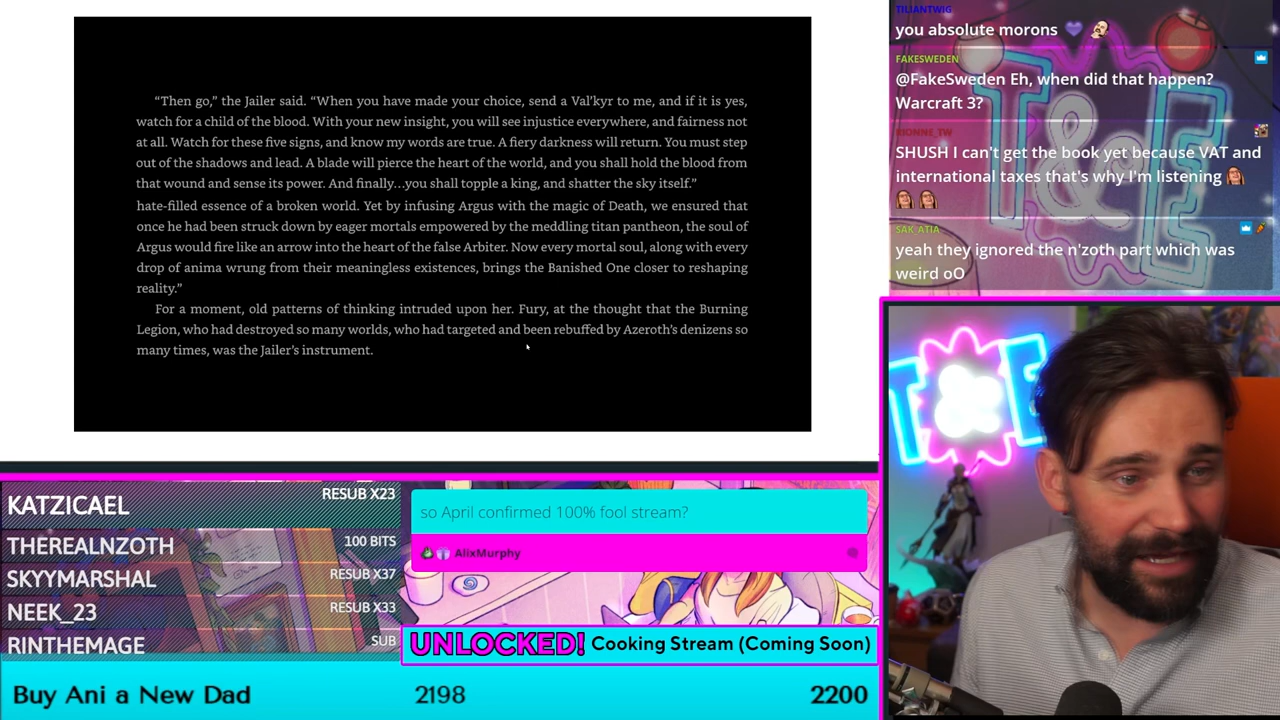 “Then go,” the Jailer said. “When you have made your choice, send a Val’kyr to me, and if it is yes,
watch for a child of the blood. With your new insight, you will see injustice everywhere, and fairness not
at all. Watch for these five signs, and know my words are true. A fiery darkness will return. You must step
out of the shadows and lead. A blade will pierce the heart of the world, and you shall hold the blood from
that wound and sense its power. And finally…you shall topple a king, and shatter the sky itself.”
hate-filled essence of a broken world. Yet by infusing Argus with the magic of Death, we ensured that
once he had been struck down by eager mortals empowered by the meddling titan pantheon, the soul of
Argus would fire like an arrow into the heart of the false Arbiter. Now every mortal soul, along with every
drop of anima wrung from their meaningless existences, brings the Banished One closer to reshaping
reality.”
For a moment, old patterns of thinking intruded upon her. Fury, at the thought that the Burning
Legion, who had destroyed so many worlds, who had targeted and been rebuffed by Azeroth’s denizens so
many times, was the Jailer’s instrument.
TILIANTWIG
you absolute morons
FAKESWEDEN
@FakeSweden Eh, when did that happen?
Warcraft 3?
SHUSH I can't get the book yet because VAT and
international taxes that's why I'm listening
SAK_ATIA
yeah they ignored the n'zoth part which was
weird oO
T&E
T
KATZICAEL RESUB X23
THEREALNZOTH 100 BITS
SKYYMARSHAL RESUB X37
NEEK_23 RESUB X33
RINTHEMAGE SUB
so April confirmed 100% fool stream?
AlixMurphy
UNLOCKED! Cooking Stream (Coming Soon)
Buy Ani a New Dad 2198 2200